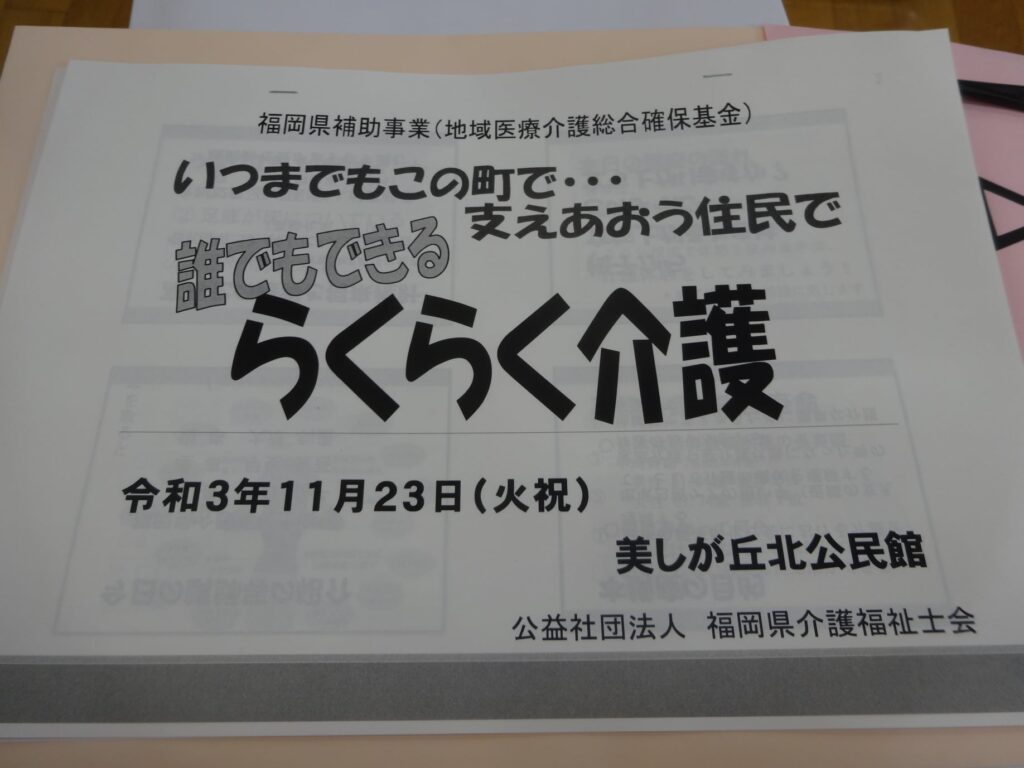 福岡県補助事業（地域医療介護総合確保基金）
いつまでもこの町で・・・
支えあおう住民で
誰でもできる
らくらく介護
令和3年11月23日（火祝）
美しが丘北公民館
公益社団法人 福岡県介護福祉士会